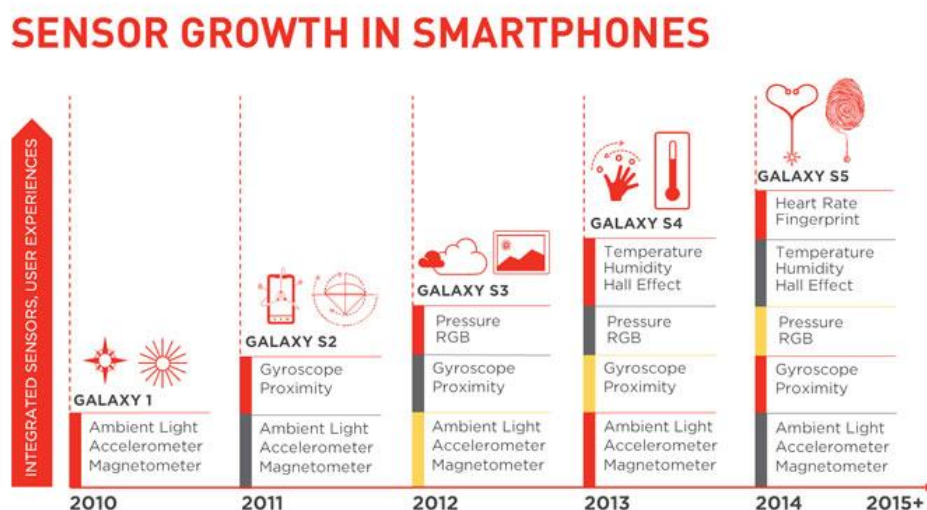 SENSOR GROWTH IN SMARTPHONES
INTEGRATED SENSORS, USER EXPERIENCES
GALAXY 1
Ambient Light
Accelerometer
Magnetometer
2010
GALAXY S2
Gyroscope
Proximity
Ambient Light
Accelerometer
Magnetometer
2011
GALAXY S3
Pressure
RGB
Gyroscope
Proximity
Ambient Light
Accelerometer
Magnetometer
2012
GALAXY S4
Temperature
Humidity
Hall Effect
Pressure
RGB
Gyroscope
Proximity
Ambient Light
Accelerometer
Magnetometer
2013
GALAXY S5
Heart Rate
Fingerprint
Temperature
Humidity
Hall Effect
Pressure
RGB
Gyroscope
Proximity
Ambient Light
Accelerometer
Magnetometer
2014
2015+